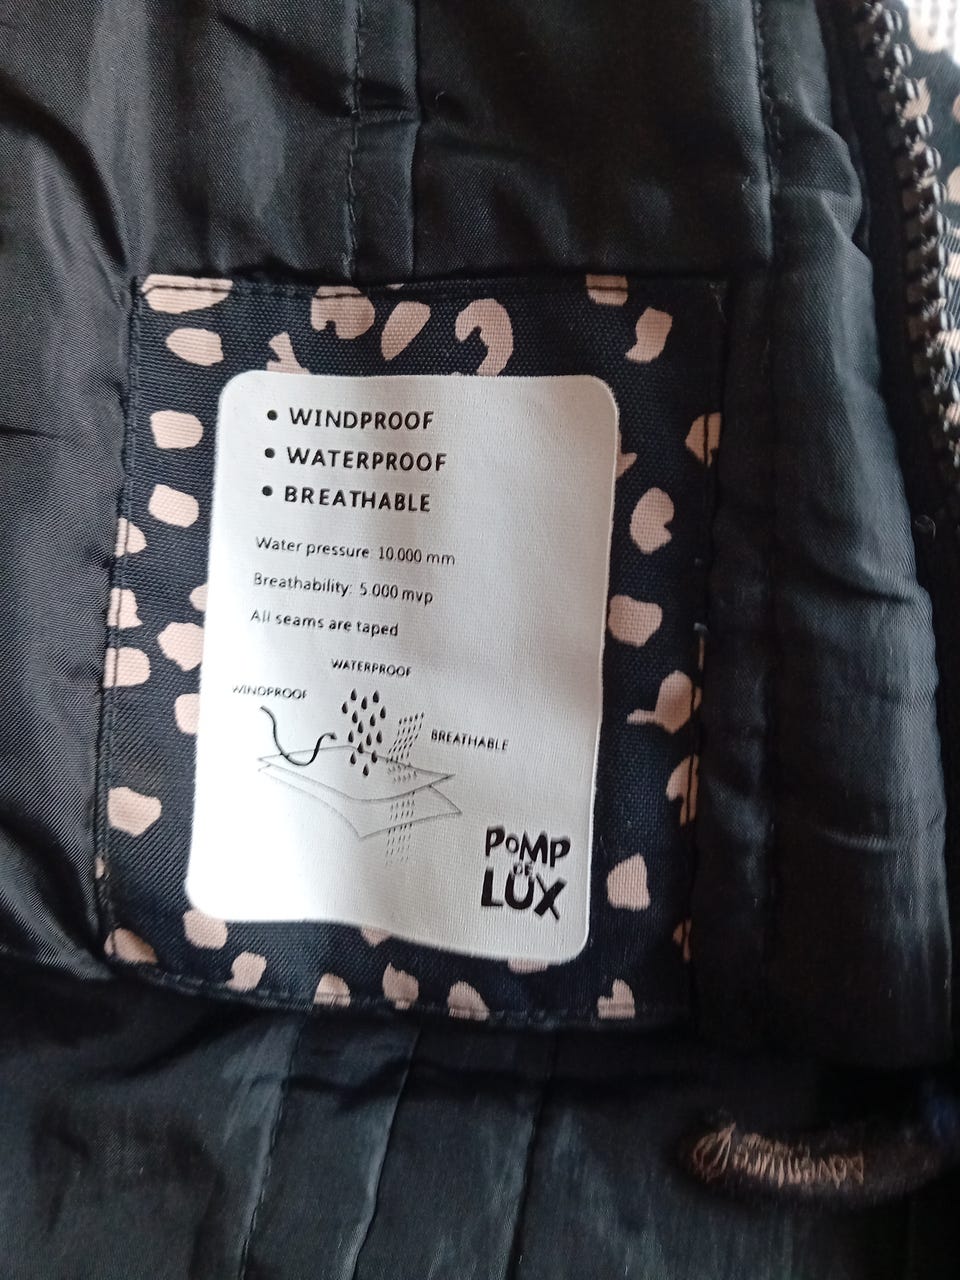 • WINDPROOF
• WATERPROOF
• BREATHABLE
Water pressure 10.000 mm
Breathability: 5.000 mvp
All seams are taped
WATERPROOF
WINDPROOF
BREATHABLE
POMP
DE
LUX